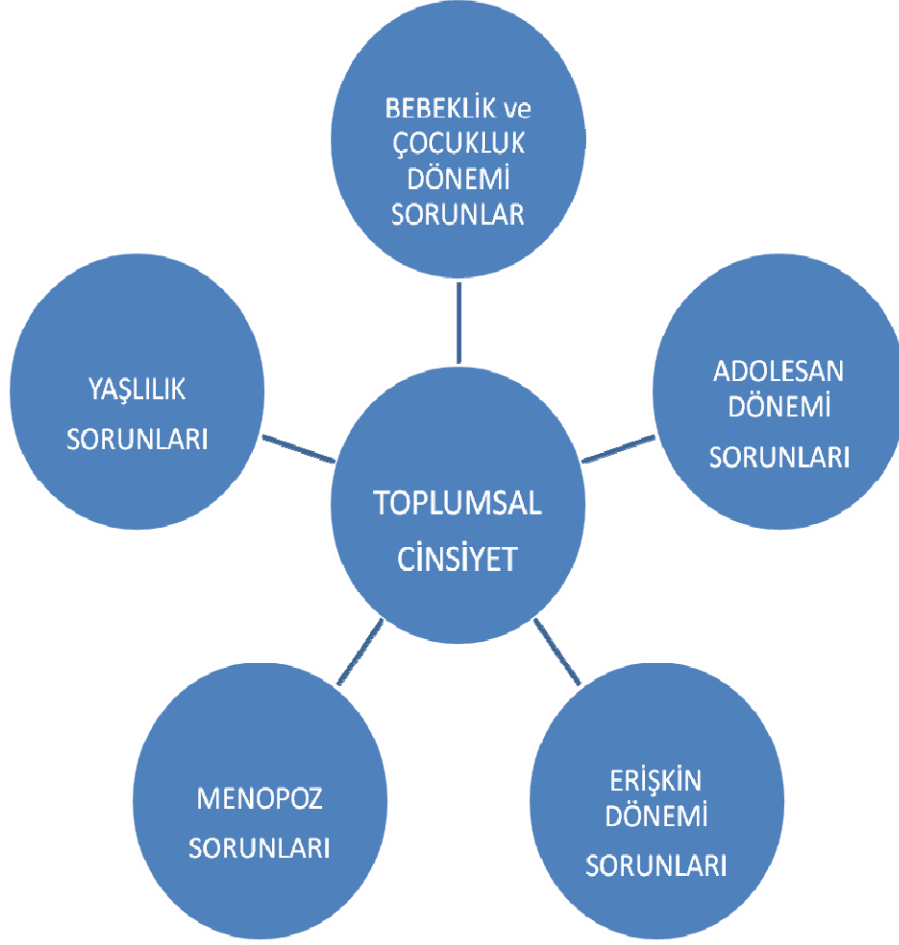 BEBEKLİK ve
ÇOCUKLUK
DÖNEMİ
SORUNLAR
ADOLESAN
DÖNEMİ
SORUNLARI
ERİŞKİN
DÖNEMİ
SORUNLARI
MENOPOZ
SORUNLARI
YAŞLILIK
SORUNLARI
TOPLUMSAL
CİNSİYET